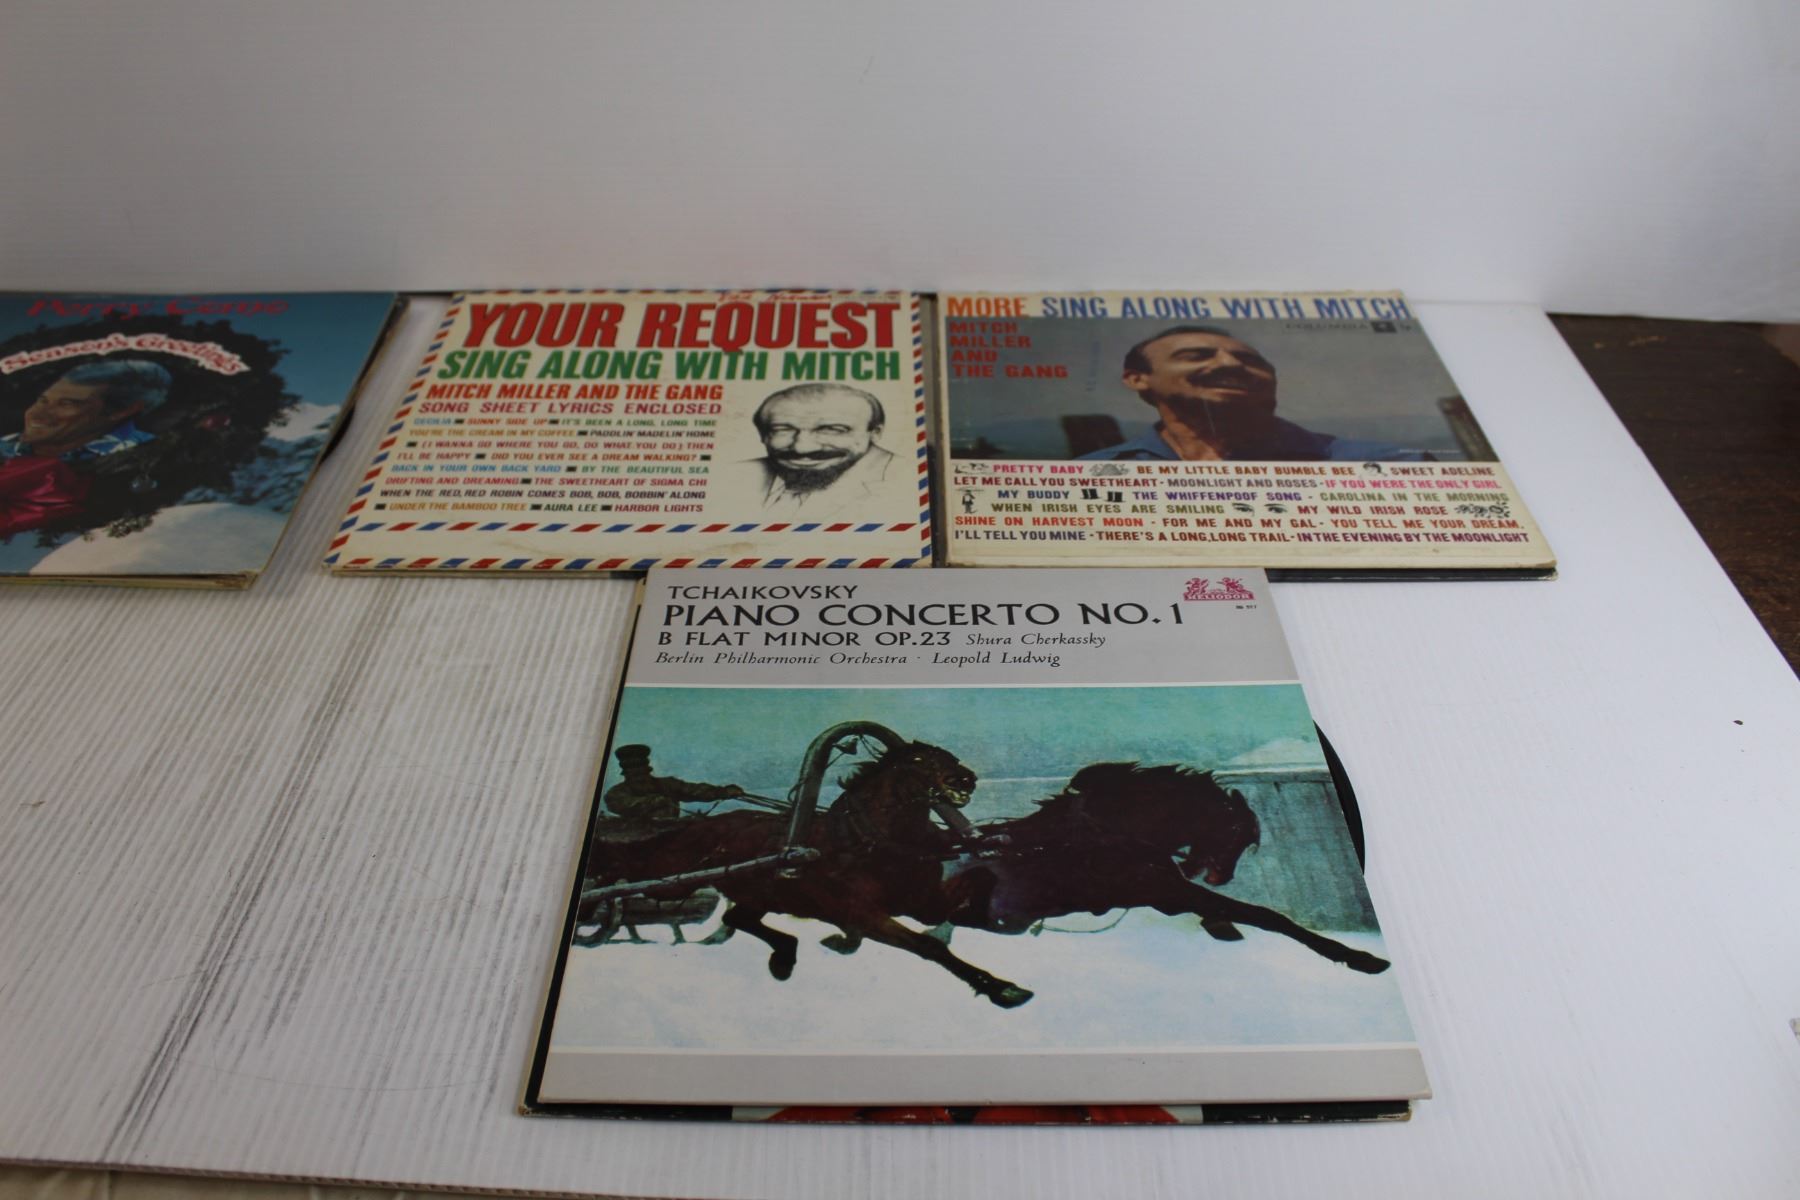 Perry Como
Season's Greetings
YOUR REQUEST
SING ALONG WITH MITCH
MITCH MILLER AND THE GANG
SONG SHEET LYRICS ENCLOSED
CECILIA ■ SUNNY SIDE UP ■ IT'S BEEN A LONG, LONG TIME
YOU'RE THE CREAM IN MY COFFEE ■ PADDLIN' MADELIN' HOME
■ (I WANNA GO WHERE YOU GO, DO WHAT YOU DO) THEN
I'LL BE HAPPY ■ DID YOU EVER SEE A DREAM WALKING? ■
BACK IN YOUR OWN BACK YARD ■ BY THE BEAUTIFUL SEA
DRIFTING AND DREAMING ■ THE SWEETHEART OF SIGMA CHI
WHEN THE RED, RED ROBIN COMES BOB, BOB, BOBBIN' ALONG
■ UNDER THE BAMBOO TREE ■ AURA LEE ■ HARBOR LIGHTS
MORE SING ALONG WITH MITCH
MITCH
MILLER
AND
THE GANG
COLUMBIA
PRETTY BABY BE MY LITTLE BABY BUMBLE BEE SWEET ADELINE
LET ME CALL YOU SWEETHEART · MOONLIGHT AND ROSES · IF YOU WERE THE ONLY GIRL
MY BUDDY THE WHIFFENPOOF SONG · CAROLINA IN THE MORNING
WHEN IRISH EYES ARE SMILING MY WILD IRISH ROSE
SHINE ON HARVEST MOON · FOR ME AND MY GAL · YOU TELL ME YOUR DREAM,
I'LL TELL YOU MINE · THERE'S A LONG, LONG TRAIL · IN THE EVENING BY THE MOONLIGHT
TCHAIKOVSKY
PIANO CONCERTO NO. 1
B FLAT MINOR OP. 23 Shura Cherkassky
Berlin Philharmonic Orchestra · Leopold Ludwig
HELIODOR